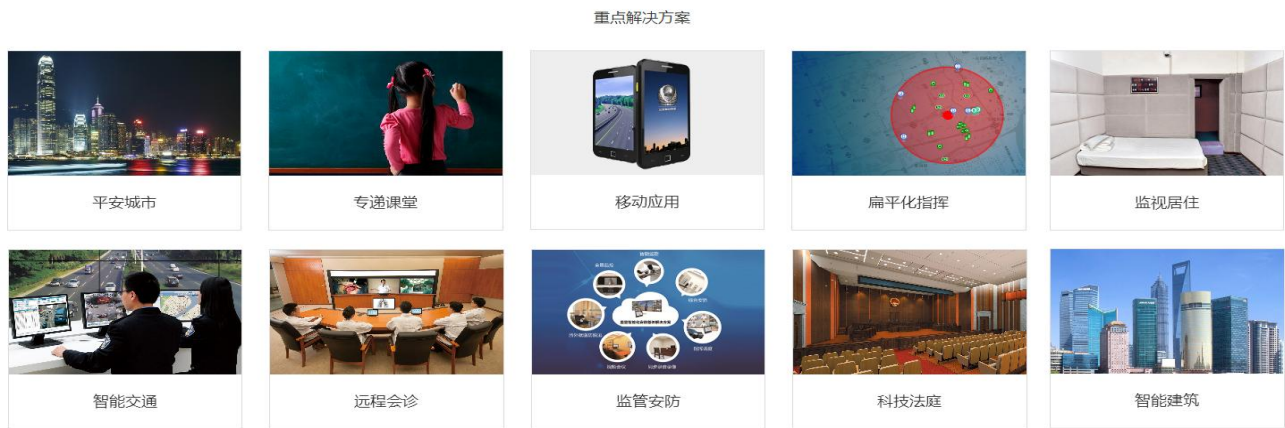 重点解决方案
平安城市
专递课堂
移动应用
扁平化指挥
监视居住
智能交通
远程会诊
监管安防
科技法庭
智能建筑